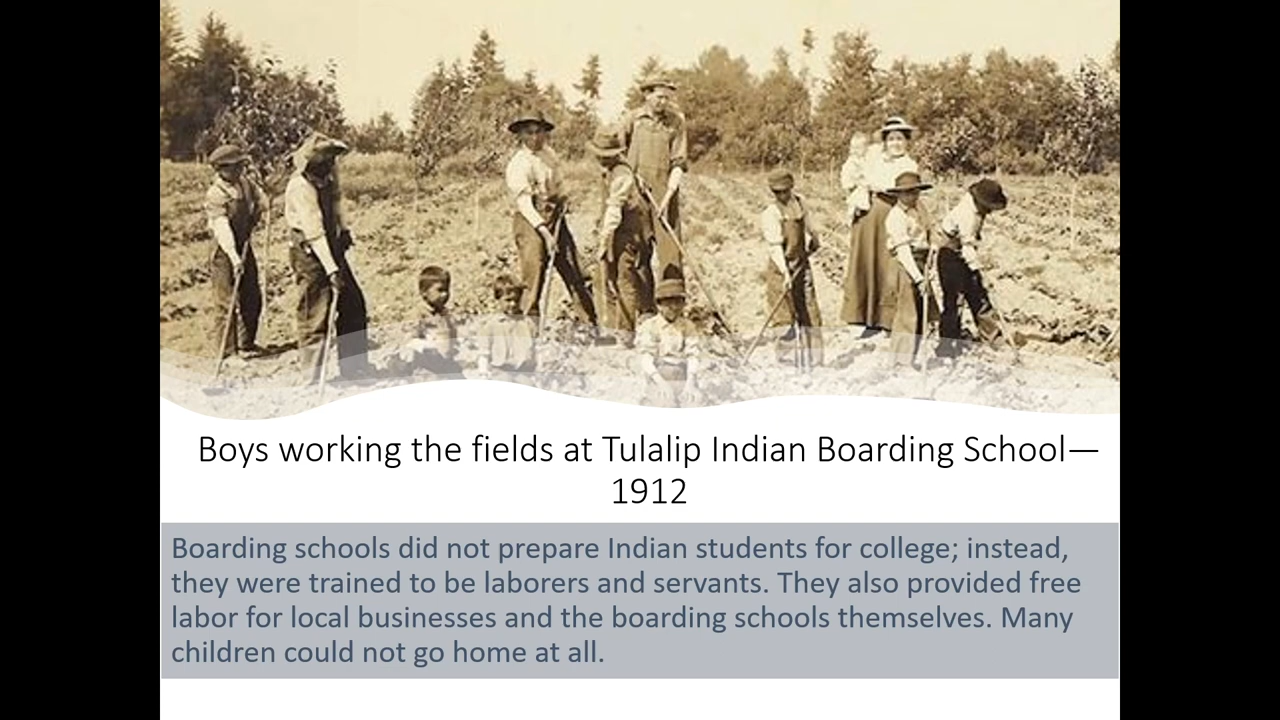 Boys working the fields at Tulalip Indian Boarding School—
1912
Boarding schools did not prepare Indian students for college; instead,
they were trained to be laborers and servants. They also provided free
labor for local businesses and the boarding schools themselves. Many
children could not go home at all.